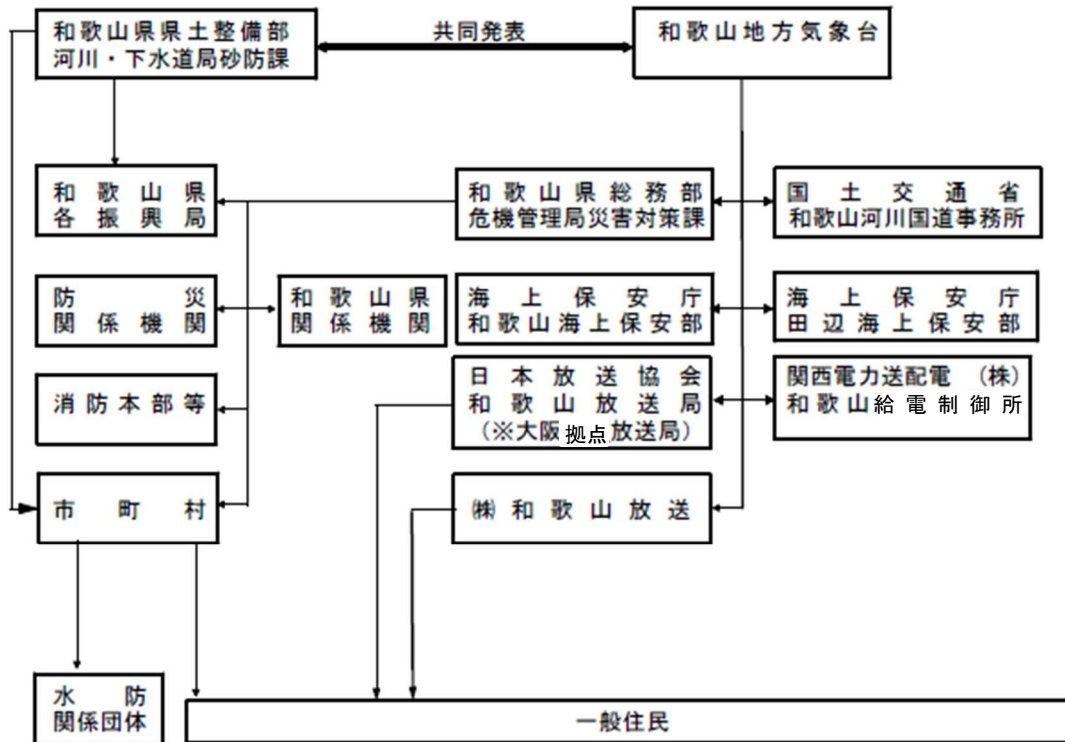 和歌山県県土整備部
河川・下水道局砂防課
共同発表
和歌山地方気象台
和歌山県
各振興局
和歌山県総務部
危機管理局災害対策課
国土交通省
和歌山河川国道事務所
防災
関係機関
和歌山県
関係機関
海上保安庁
和歌山海上保安部
海上保安庁
田辺海上保安部
消防本部等
日本放送協会
和歌山放送局
(※大阪拠点放送局)
関西電力送配電 (株)
和歌山給電制御所
市町村
㈱和歌山放送
水防
関係団体
一般住民